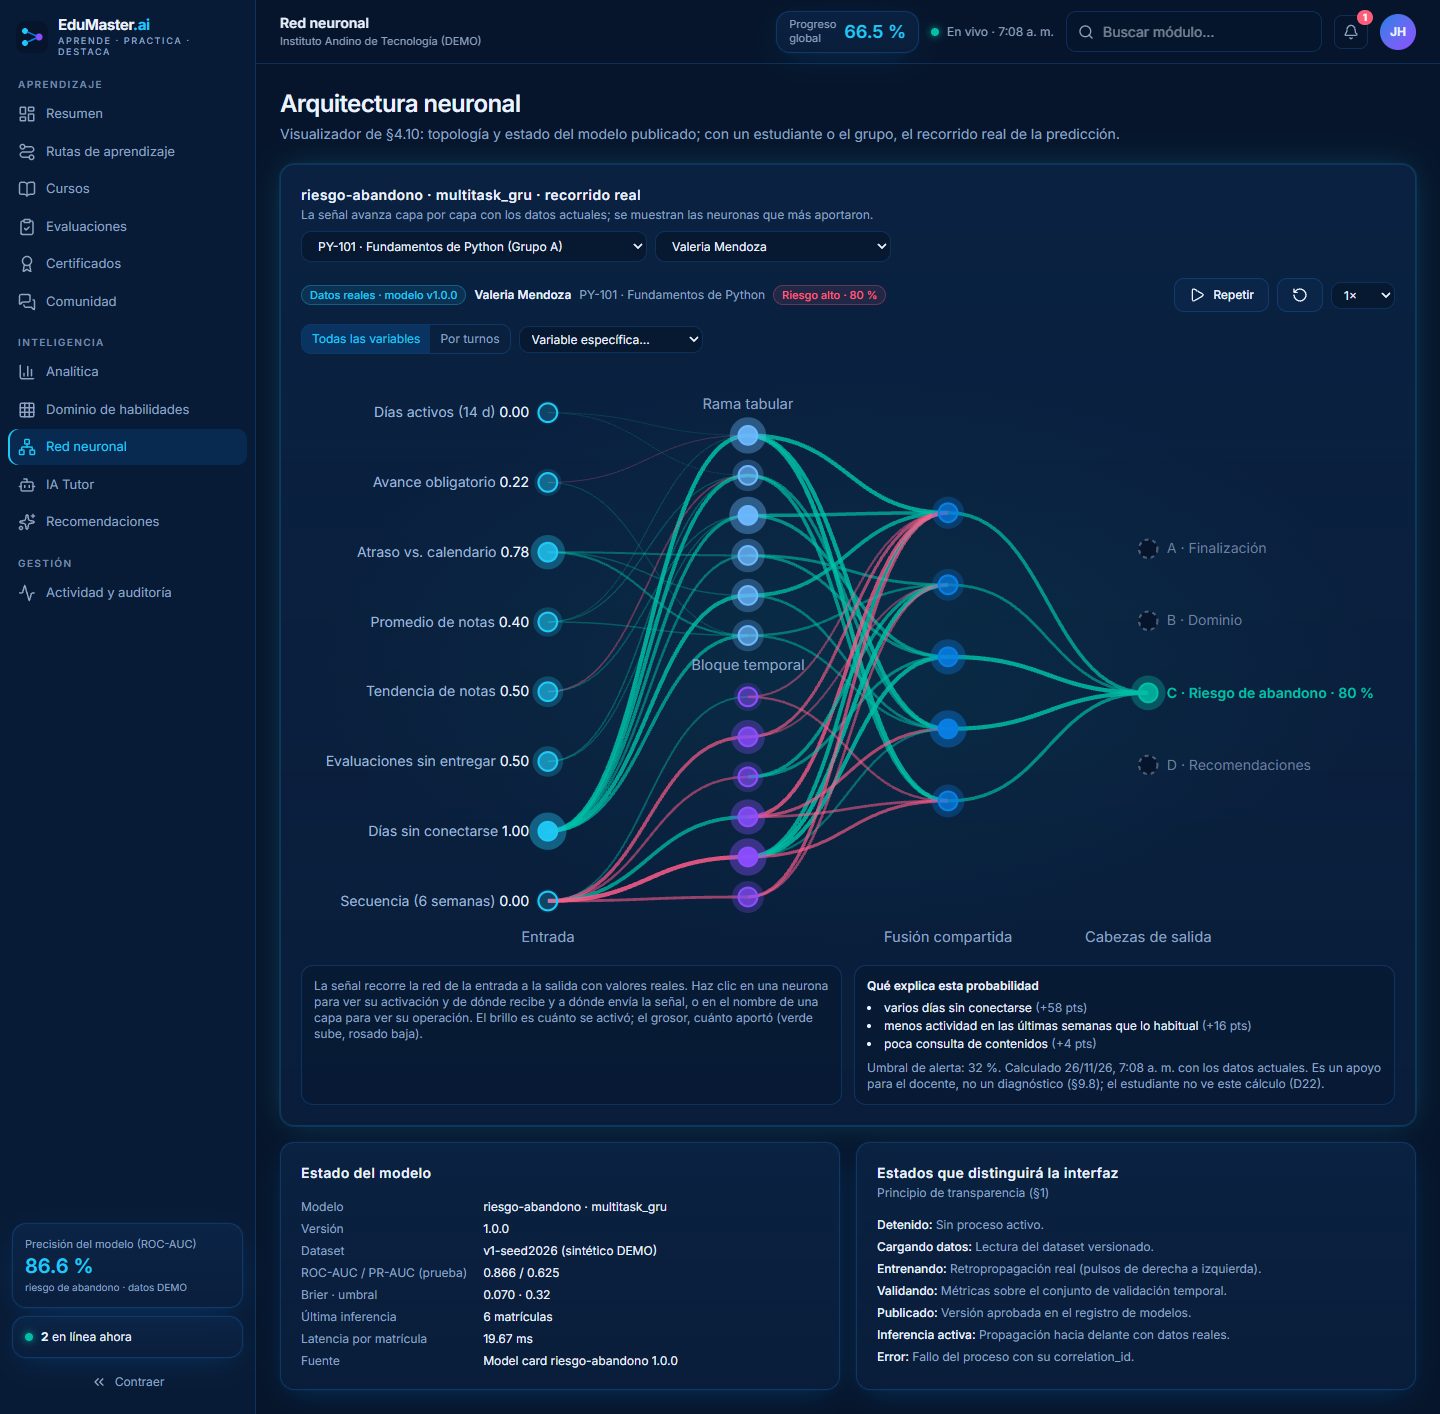 EduMaster.ai
APRENDE · PRACTICA ·
DESTACA
APRENDIZAJE
Resumen
Rutas de aprendizaje
Cursos
Evaluaciones
Certificados
Comunidad
INTELIGENCIA
Analítica
Dominio de habilidades
Red neuronal
IA Tutor
Recomendaciones
GESTIÓN
Actividad y auditoría
Precisión del modelo (ROC-AUC)
86.6 %
riesgo de abandono · datos DEMO
2 en línea ahora
Contraer
Red neuronal
Instituto Andino de Tecnología (DEMO)
Progreso
global
66.5 %
En vivo · 7:08 a. m.
Buscar módulo...
1
JH
Arquitectura neuronal
Visualizador de §4.10: topología y estado del modelo publicado; con un estudiante o el grupo, el recorrido real de la predicción.
riesgo-abandono · multitask_gru · recorrido real
La señal avanza capa por capa con los datos actuales; se muestran las neuronas que más aportaron.
PY-101 · Fundamentos de Python (Grupo A)
Valeria Mendoza
Datos reales · modelo v1.0.0
Valeria Mendoza
PY-101 · Fundamentos de Python
Riesgo alto · 80 %
Repetir
1×
Todas las variables
Por turnos
Variable específica...
Días activos (14 d) 0.00
Avance obligatorio 0.22
Atraso vs. calendario 0.78
Promedio de notas 0.40
Tendencia de notas 0.50
Evaluaciones sin entregar 0.50
Días sin conectarse 1.00
Secuencia (6 semanas) 0.00
Entrada
Rama tabular
Bloque temporal
Fusión compartida
A · Finalización
B · Dominio
C · Riesgo de abandono · 80 %
D · Recomendaciones
Cabezas de salida
La señal recorre la red de la entrada a la salida con valores reales. Haz clic en una neurona
para ver su activación y de dónde recibe y a dónde envía la señal, o en el nombre de una
capa para ver su operación. El brillo es cuánto se activó; el grosor, cuánto aportó (verde
sube, rosado baja).
Qué explica esta probabilidad
• varios días sin conectarse (+58 pts)
• menos actividad en las últimas semanas que lo habitual (+16 pts)
• poca consulta de contenidos (+4 pts)
Umbral de alerta: 32 %. Calculado 26/11/26, 7:08 a. m. con los datos actuales. Es un apoyo
para el docente, no un diagnóstico (§9.8); el estudiante no ve este cálculo (D22).
Estado del modelo
Modelo riesgo-abandono · multitask_gru
Versión 1.0.0
Dataset v1-seed2026 (sintético DEMO)
ROC-AUC / PR-AUC (prueba) 0.866 / 0.625
Brier · umbral 0.070 · 0.32
Última inferencia 6 matrículas
Latencia por matrícula 19.67 ms
Fuente Model card riesgo-abandono 1.0.0
Estados que distinguirá la interfaz
Principio de transparencia (§1)
Detenido: Sin proceso activo.
Cargando datos: Lectura del dataset versionado.
Entrenando: Retropropagación real (pulsos de derecha a izquierda).
Validando: Métricas sobre el conjunto de validación temporal.
Publicado: Versión aprobada en el registro de modelos.
Inferencia activa: Propagación hacia delante con datos reales.
Error: Fallo del proceso con su correlation_id.